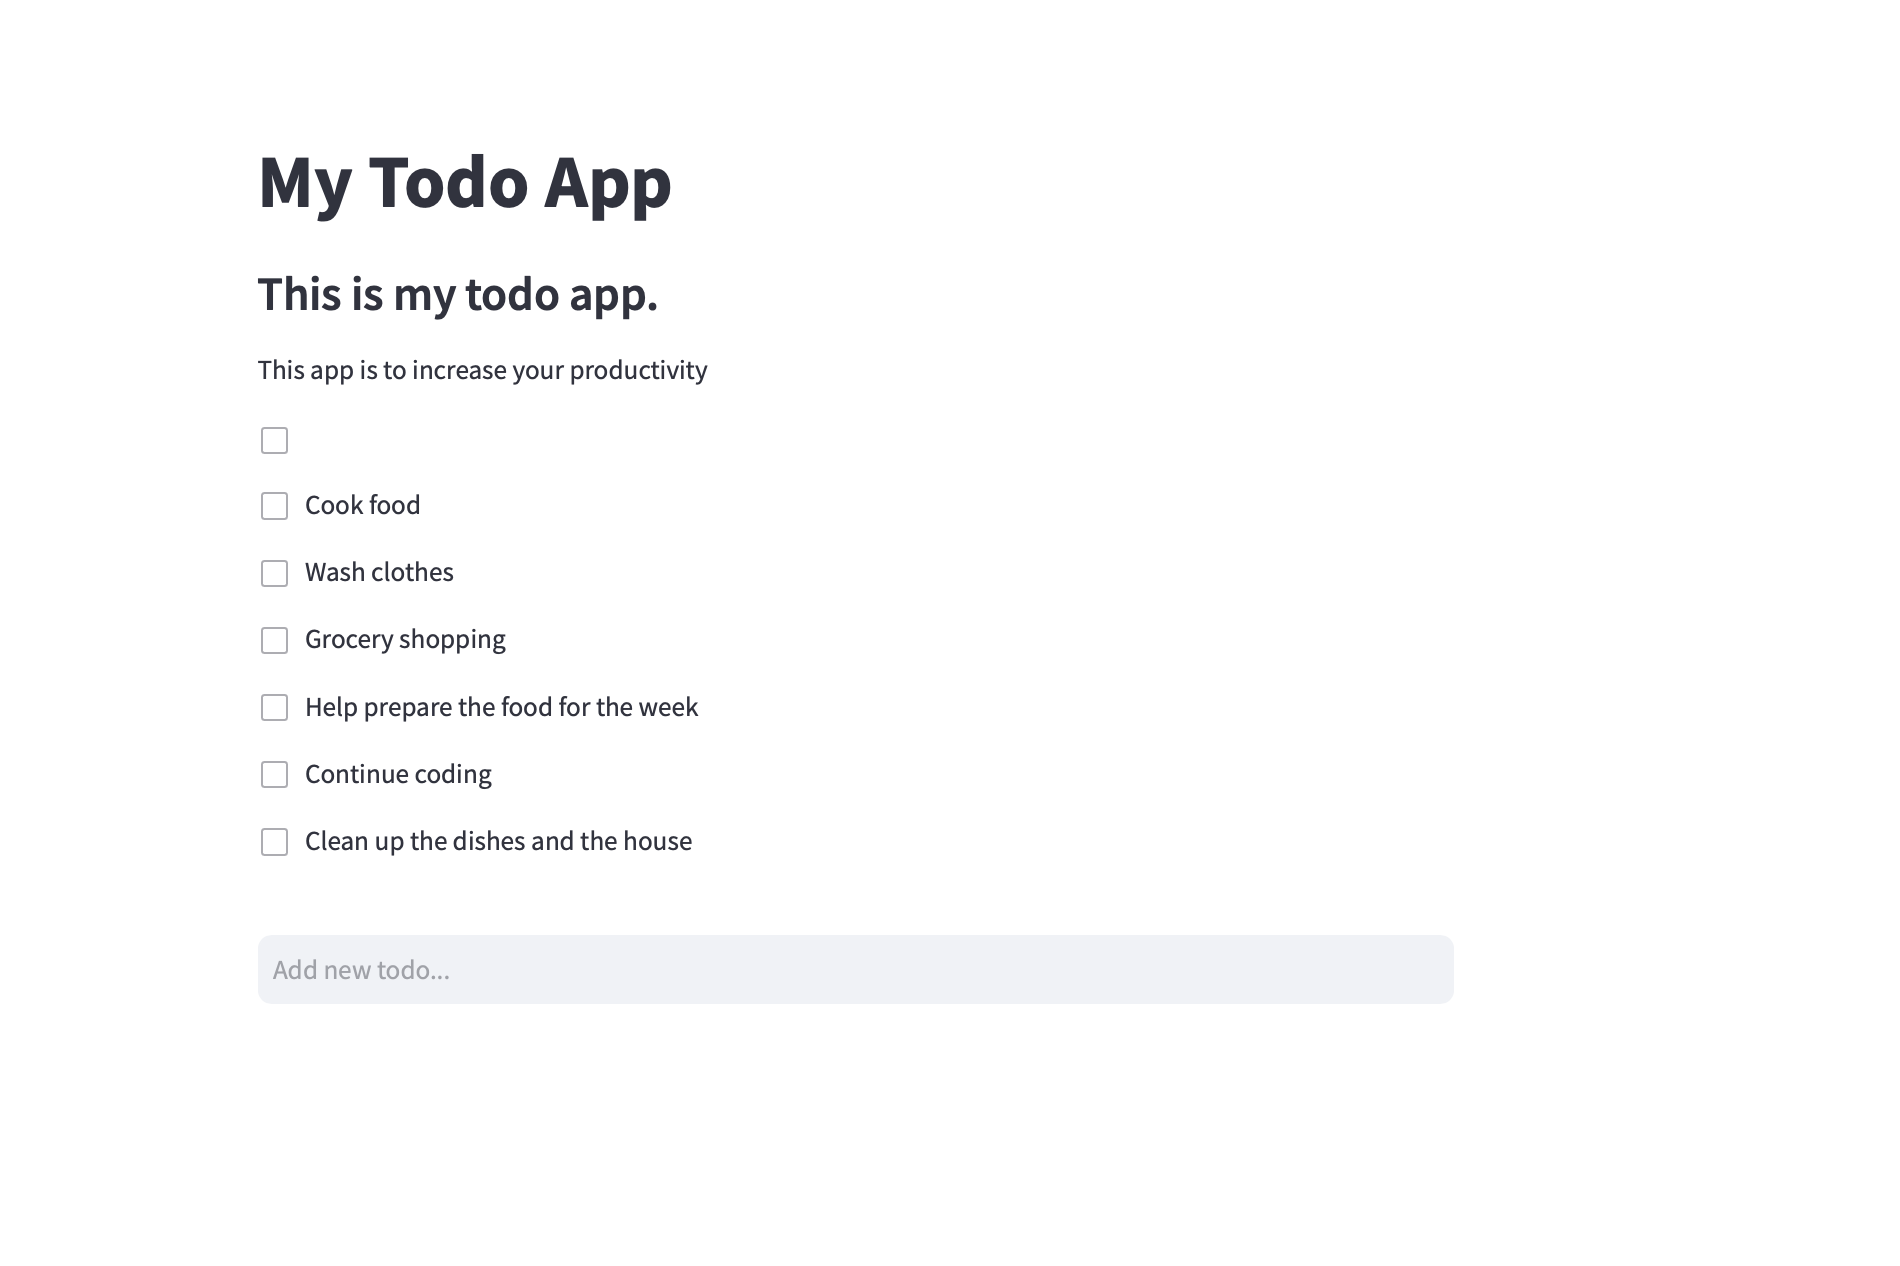 My Todo App
This is my todo app.
This app is to increase your productivity
Cook food
Wash clothes
Grocery shopping
Help prepare the food for the week
Continue coding
Clean up the dishes and the house
Add new todo...